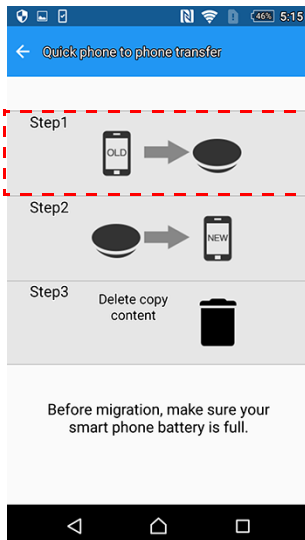 46% 5:15
Quick phone to phone transfer
Step1
OLD
Step2
NEW
Step3
Delete copy
content
Before migration, make sure your
smart phone battery is full.